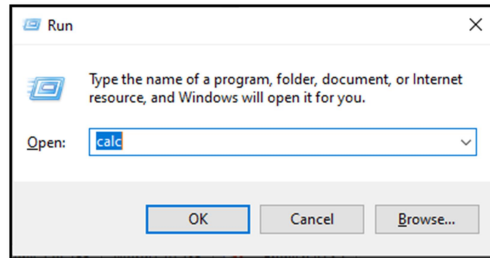 Run
Type the name of a program, folder, document, or Internet
resource, and Windows will open it for you.
Open:
calc
OK
Cancel
Browse...